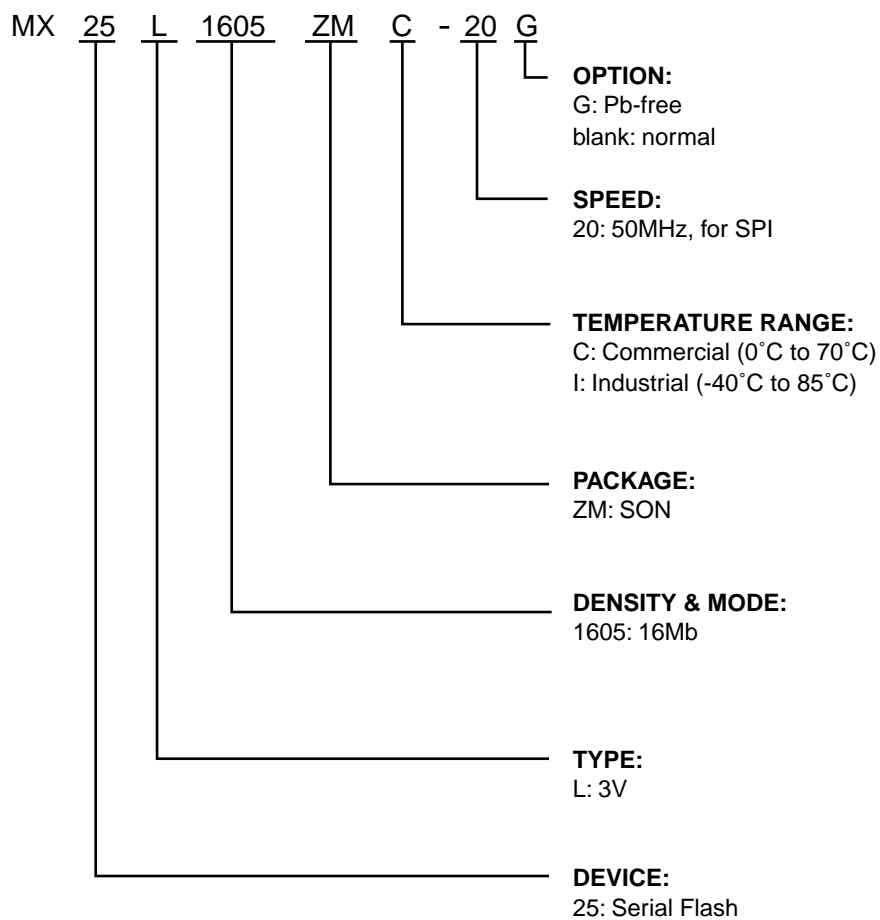 MX 25 L 1605 ZM C - 20 G
OPTION:
G: Pb-free
blank: normal
SPEED:
20: 50MHz, for SPI
TEMPERATURE RANGE:
C: Commercial (0˚C to 70˚C)
I: Industrial (-40˚C to 85˚C)
PACKAGE:
ZM: SON
DENSITY & MODE:
1605: 16Mb
TYPE:
L: 3V
DEVICE:
25: Serial Flash